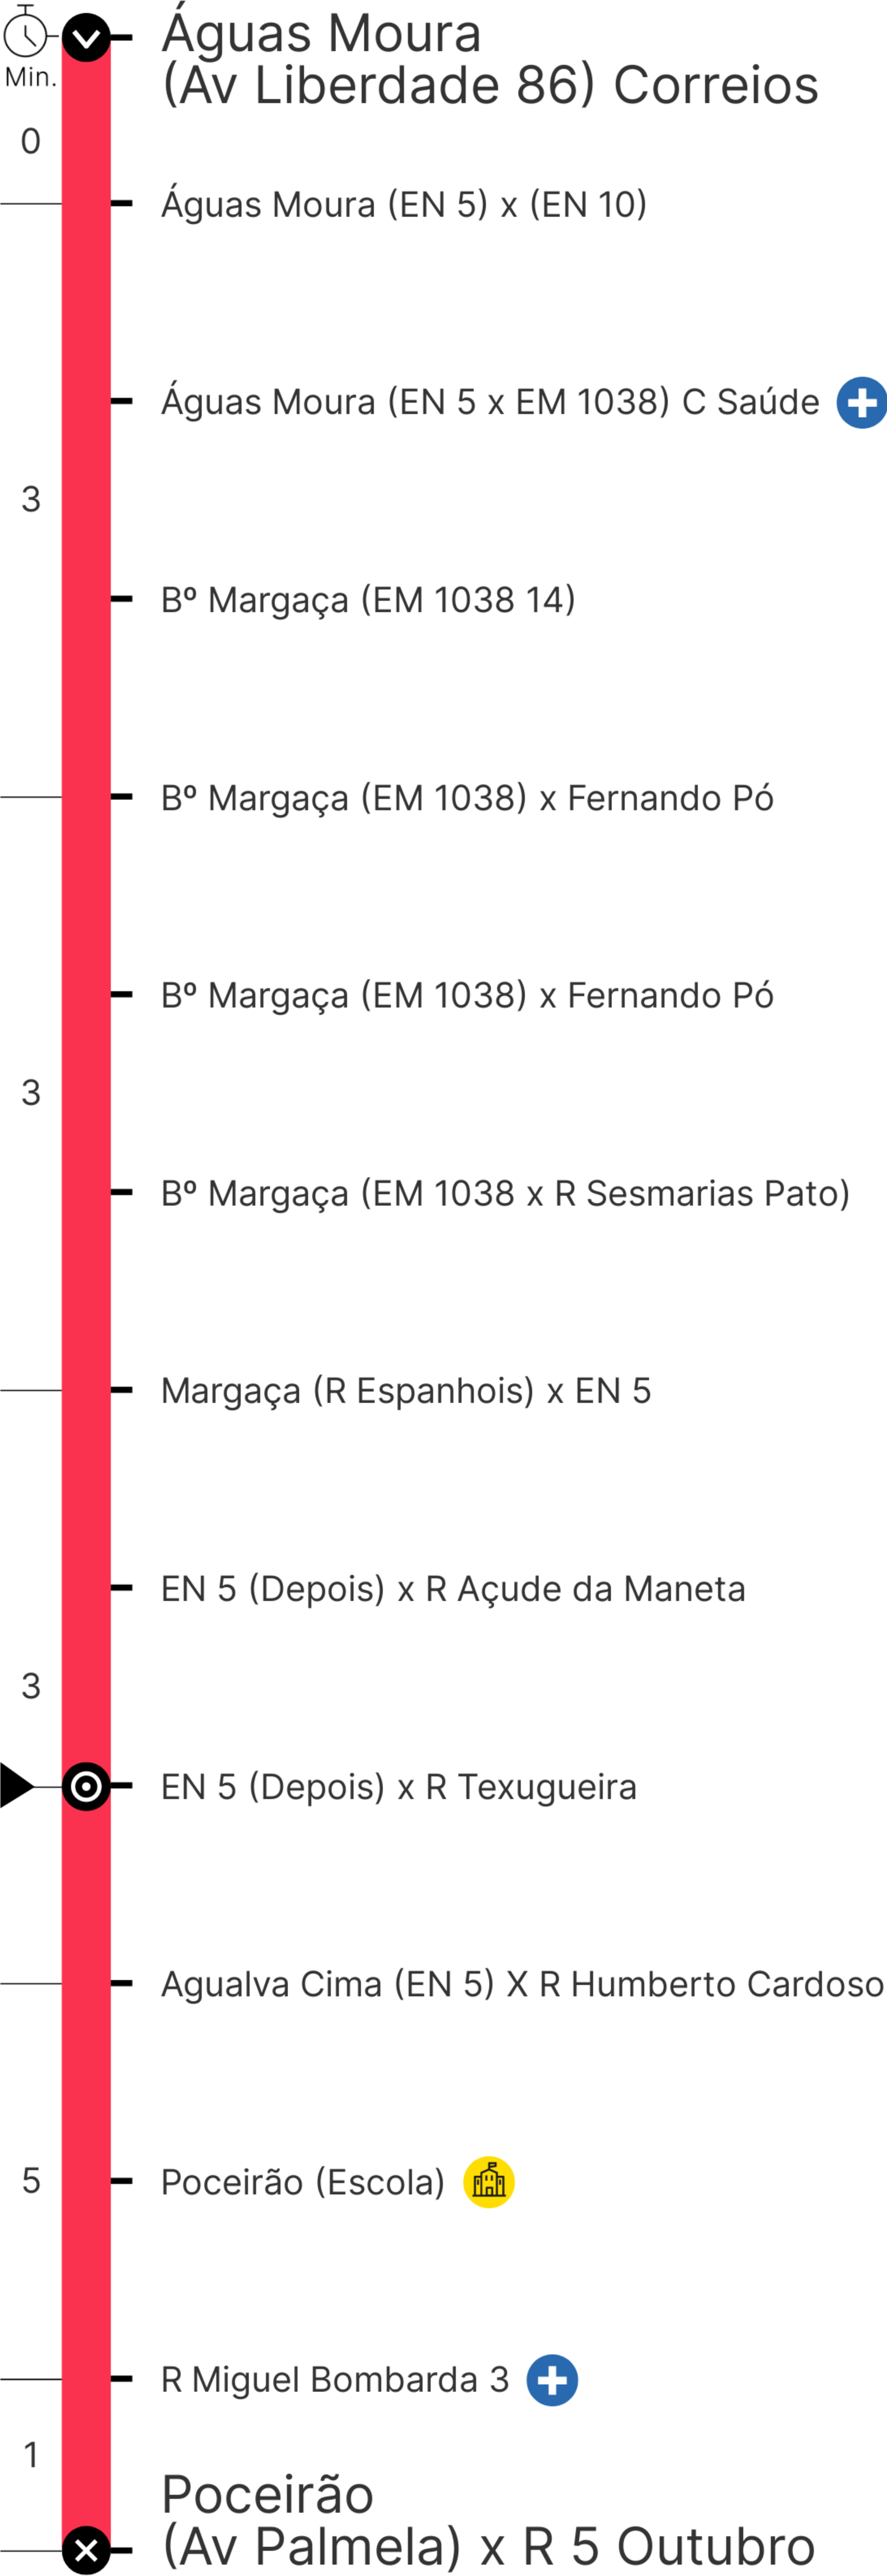 Águas Moura
(Av Liberdade 86) Correios
Min.
0
Águas Moura (EN 5) x (EN 10)
Águas Moura (EN 5 x EM 1038) C Saúde
3
Bº Margaça (EM 1038 14)
Bº Margaça (EM 1038) x Fernando Pó
Bº Margaça (EM 1038) x Fernando Pó
3
Bº Margaça (EM 1038 x R Sesmarias Pato)
Margaça (R Espanhois) x EN 5
EN 5 (Depois) x R Açude da Maneta
3
EN 5 (Depois) x R Texugueira
Agualva Cima (EN 5) X R Humberto Cardoso
5
Poceirão (Escola)
R Miguel Bombarda 3
1
Poceirão
(Av Palmela) x R 5 Outubro